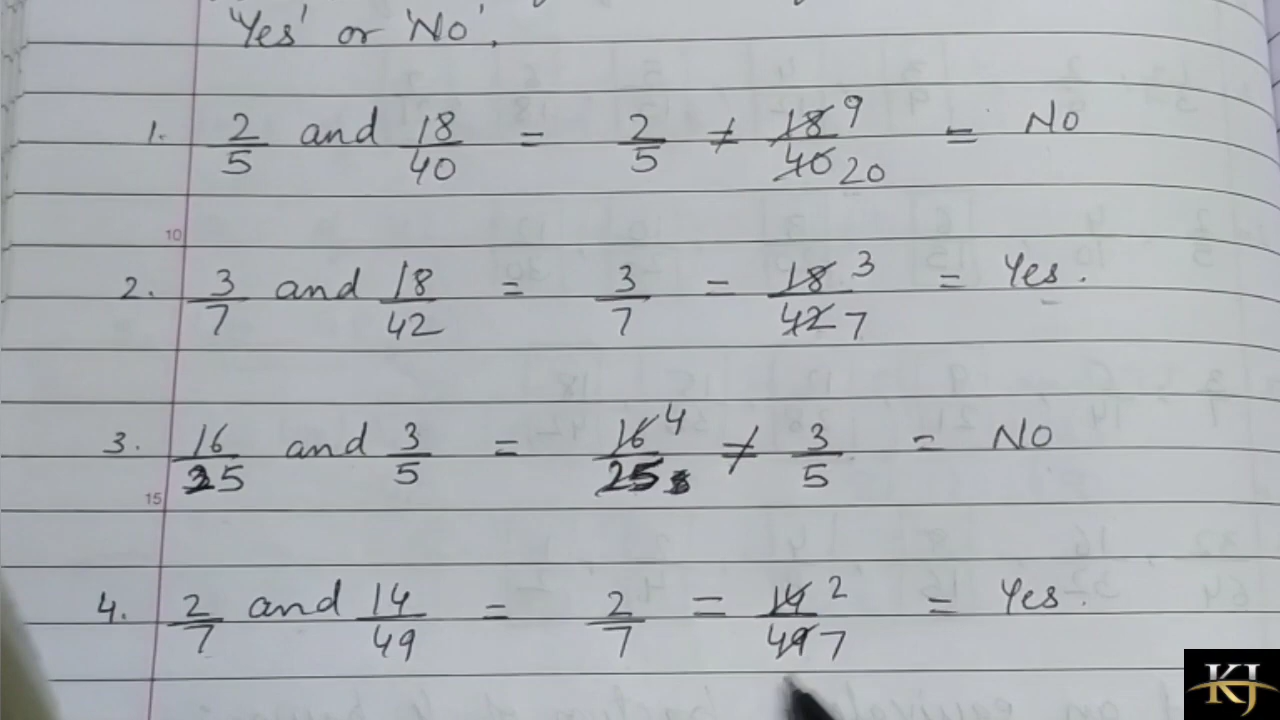 'Yes' or 'No'.
1. 2/5 and 18/40 = 2/5 ≠ 18/40 9 20 = No
10
2. 3/7 and 18/42 = 3/7 = 18/42 3 7 = Yes.
3. 16/25 and 3/5 = 16/25 4 ≠ 3/5 = NO
15
4. 2/7 and 14/49 = 2/7 = 14/49 2 7 = Yes.
KJ